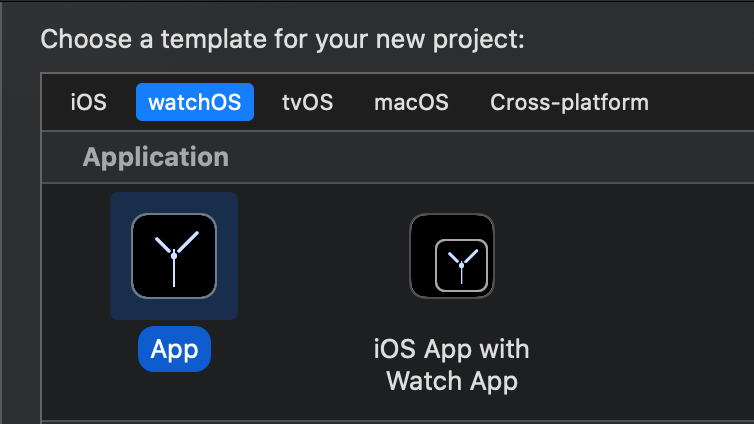 Choose a template for your new project:
iOS watchOS tvOS macOS Cross-platform
Application
App
iOS App with
Watch App